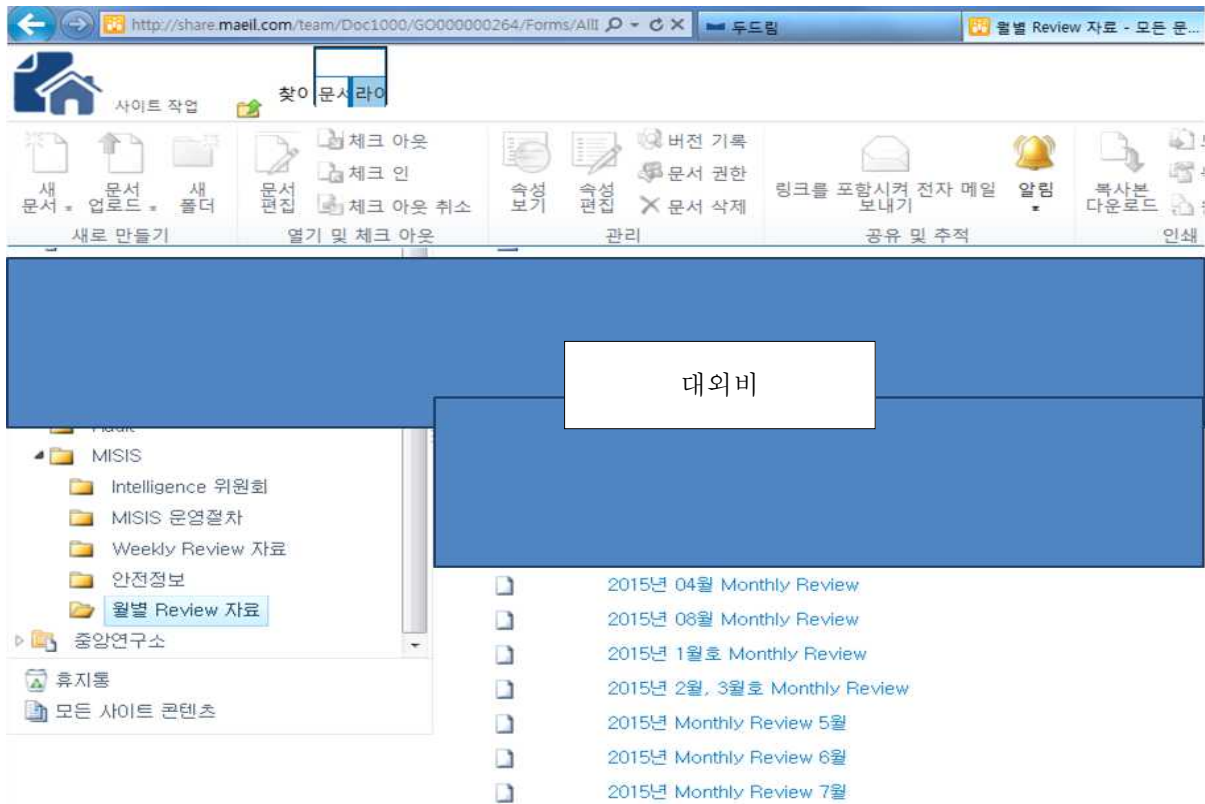 http://share.maeil.com/team/Doc1000/GO000000264/Forms/AllI
두드림
월별 Review 자료 - 모든 문...
사이트 작업
찾아
문서
라이
새 문서
문서 업로드
새 폴더
문서 편집
체크 아웃
체크 인
체크 아웃 취소
속성 보기
속성 편집
버전 기록
문서 권한
문서 삭제
링크를 포함시켜 전자 메일 보내기
알림
복사본 다운로드
새로 만들기
열기 및 체크 아웃
관리
공유 및 추적
인쇄
대외비
MISIS
Intelligence 위원회
MISIS 운영절차
Weekly Review 자료
안전정보
월별 Review 자료
중앙연구소
휴지통
모든 사이트 콘텐츠
2015년 04월 Monthly Review
2015년 08월 Monthly Review
2015년 1월호 Monthly Review
2015년 2월, 3월호 Monthly Review
2015년 Monthly Review 5월
2015년 Monthly Review 6월
2015년 Monthly Review 7월